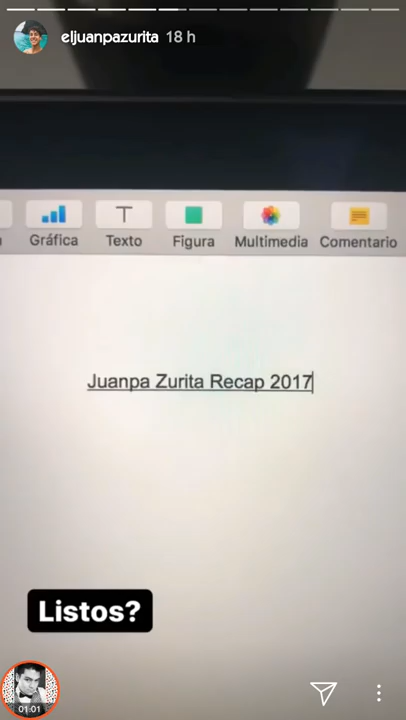 eljuanpazurita 18 h
Gráfica Texto Figura Multimedia Comentario
Juanpa Zurita Recap 2017
Listos?
01:01